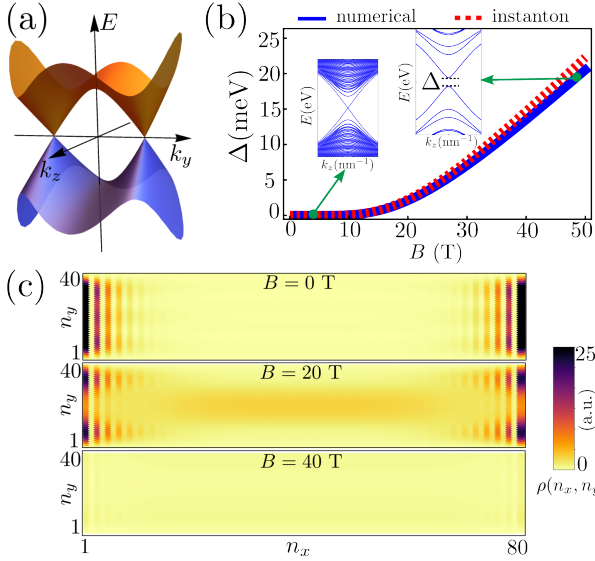 (a)
E
k_y
k_z
(b)
numerical
instanton
Δ(meV)
25
20
15
10
5
0
0
10
20
30
40
50
B (T)
E(eV)
k_z(nm⁻¹)
E(eV)
Δ
k_z(nm⁻¹)
(c)
B = 0 T
40
n_y
1
B = 20 T
40
n_y
1
B = 40 T
40
n_y
1
1
n_x
80
25
(a.u.)
0
ρ(n_x, n_y